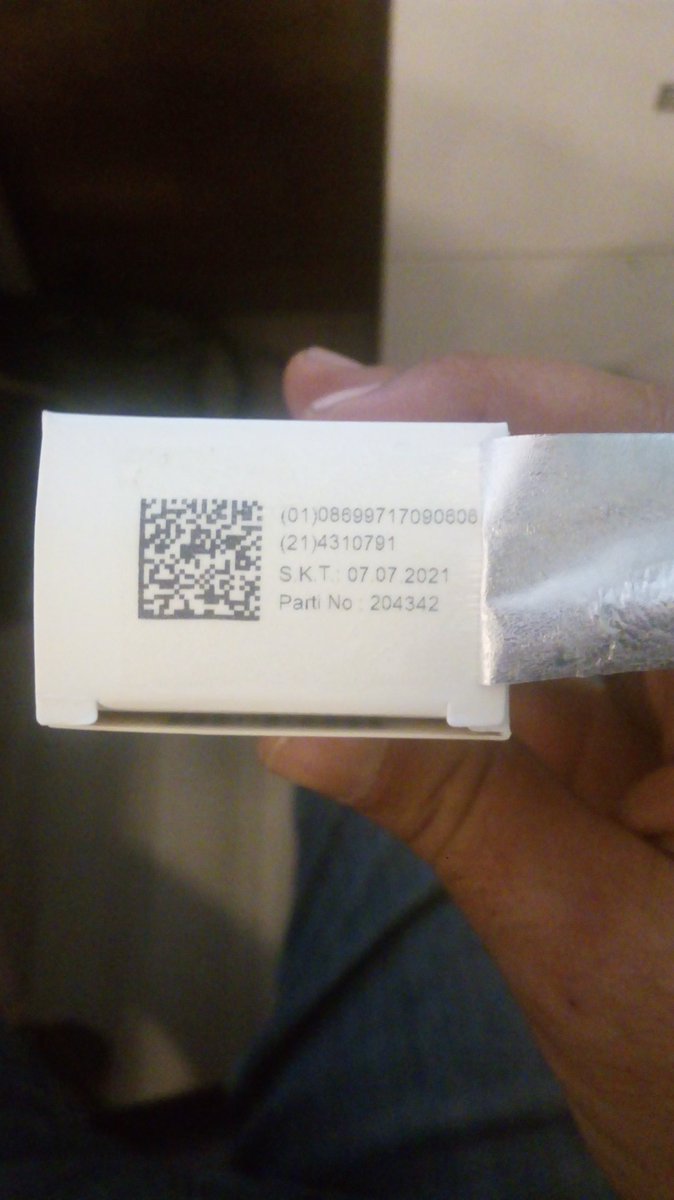 (01)08699717090606
(21)4310791
S.K.T.: 07.07.2021
Parti No : 204342